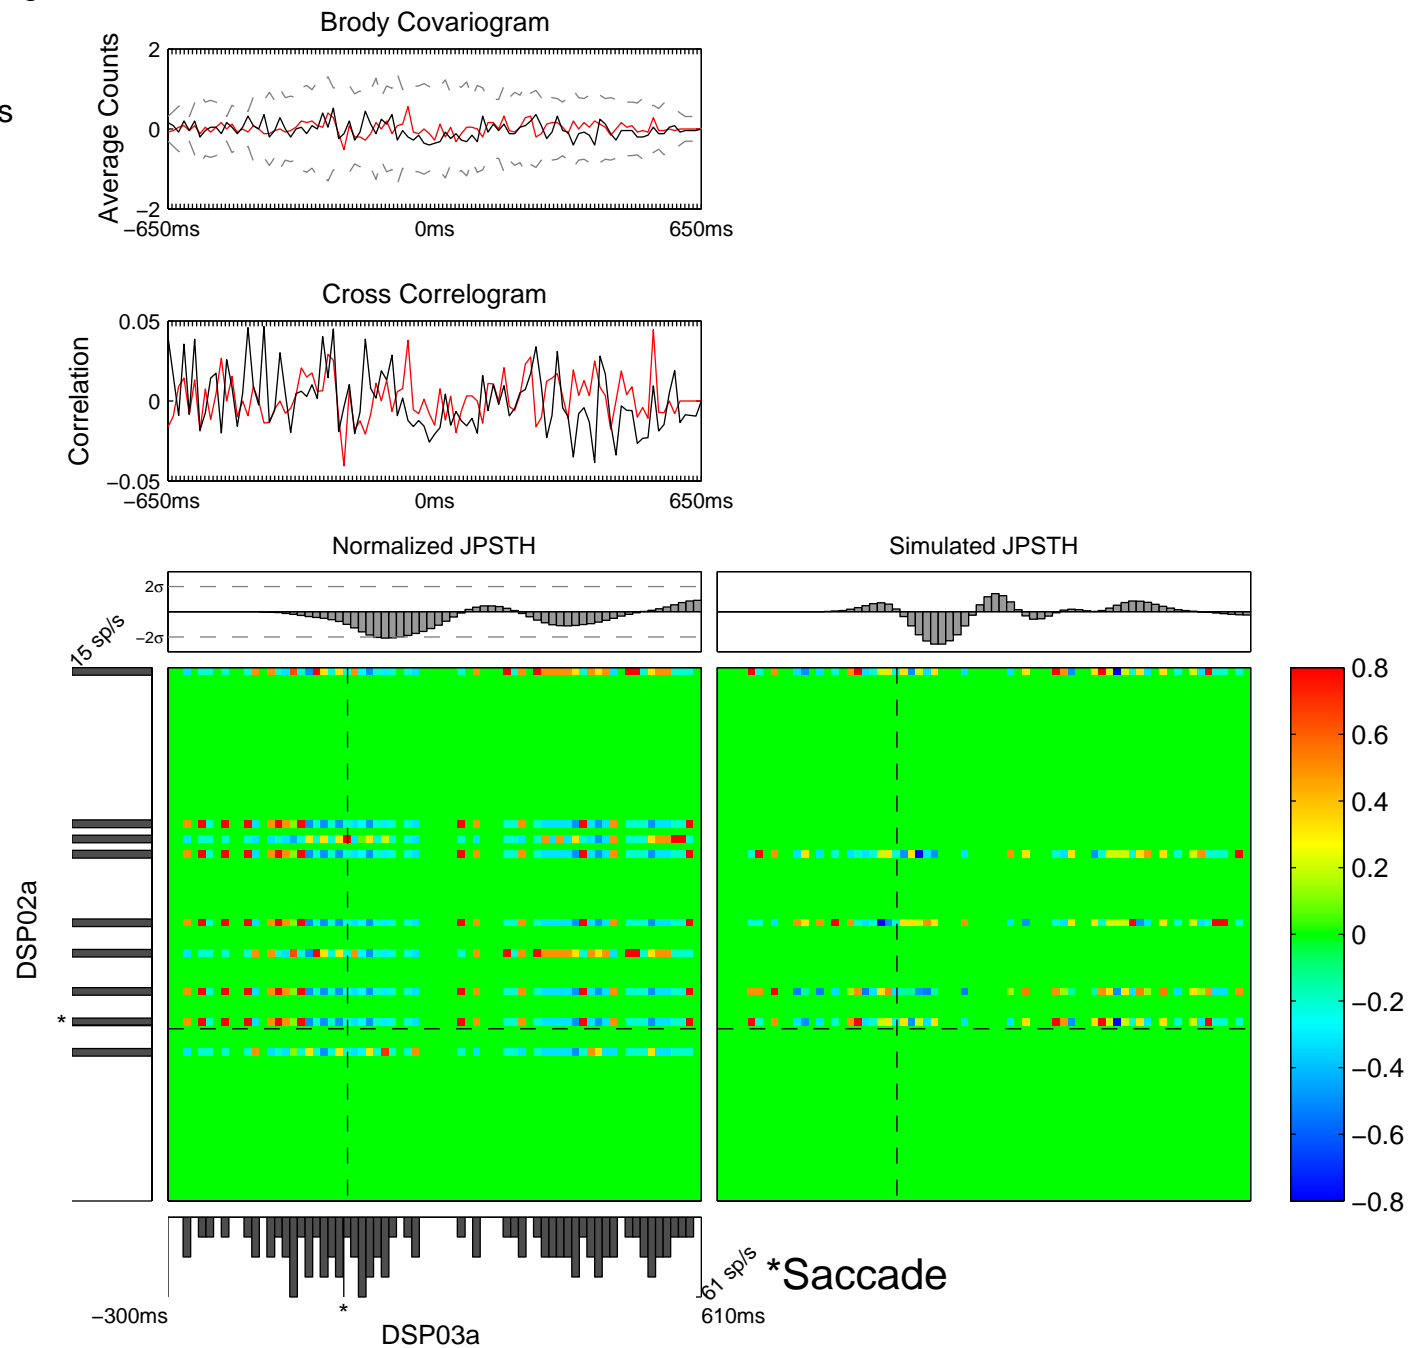 g
Brody Covariogram
s
Average Counts
2
0
−2
−650ms
0ms
650ms
Cross Correlogram
Correlation
0.05
0
−0.05
−650ms
0ms
650ms
Normalized JPSTH
Simulated JPSTH
2σ
−2σ
15 sp/s
DSP02a
*
0.8
0.6
0.4
0.2
0
−0.2
−0.4
−0.6
−0.8
61 sp/s
*Saccade
−300ms
*
610ms
DSP03a